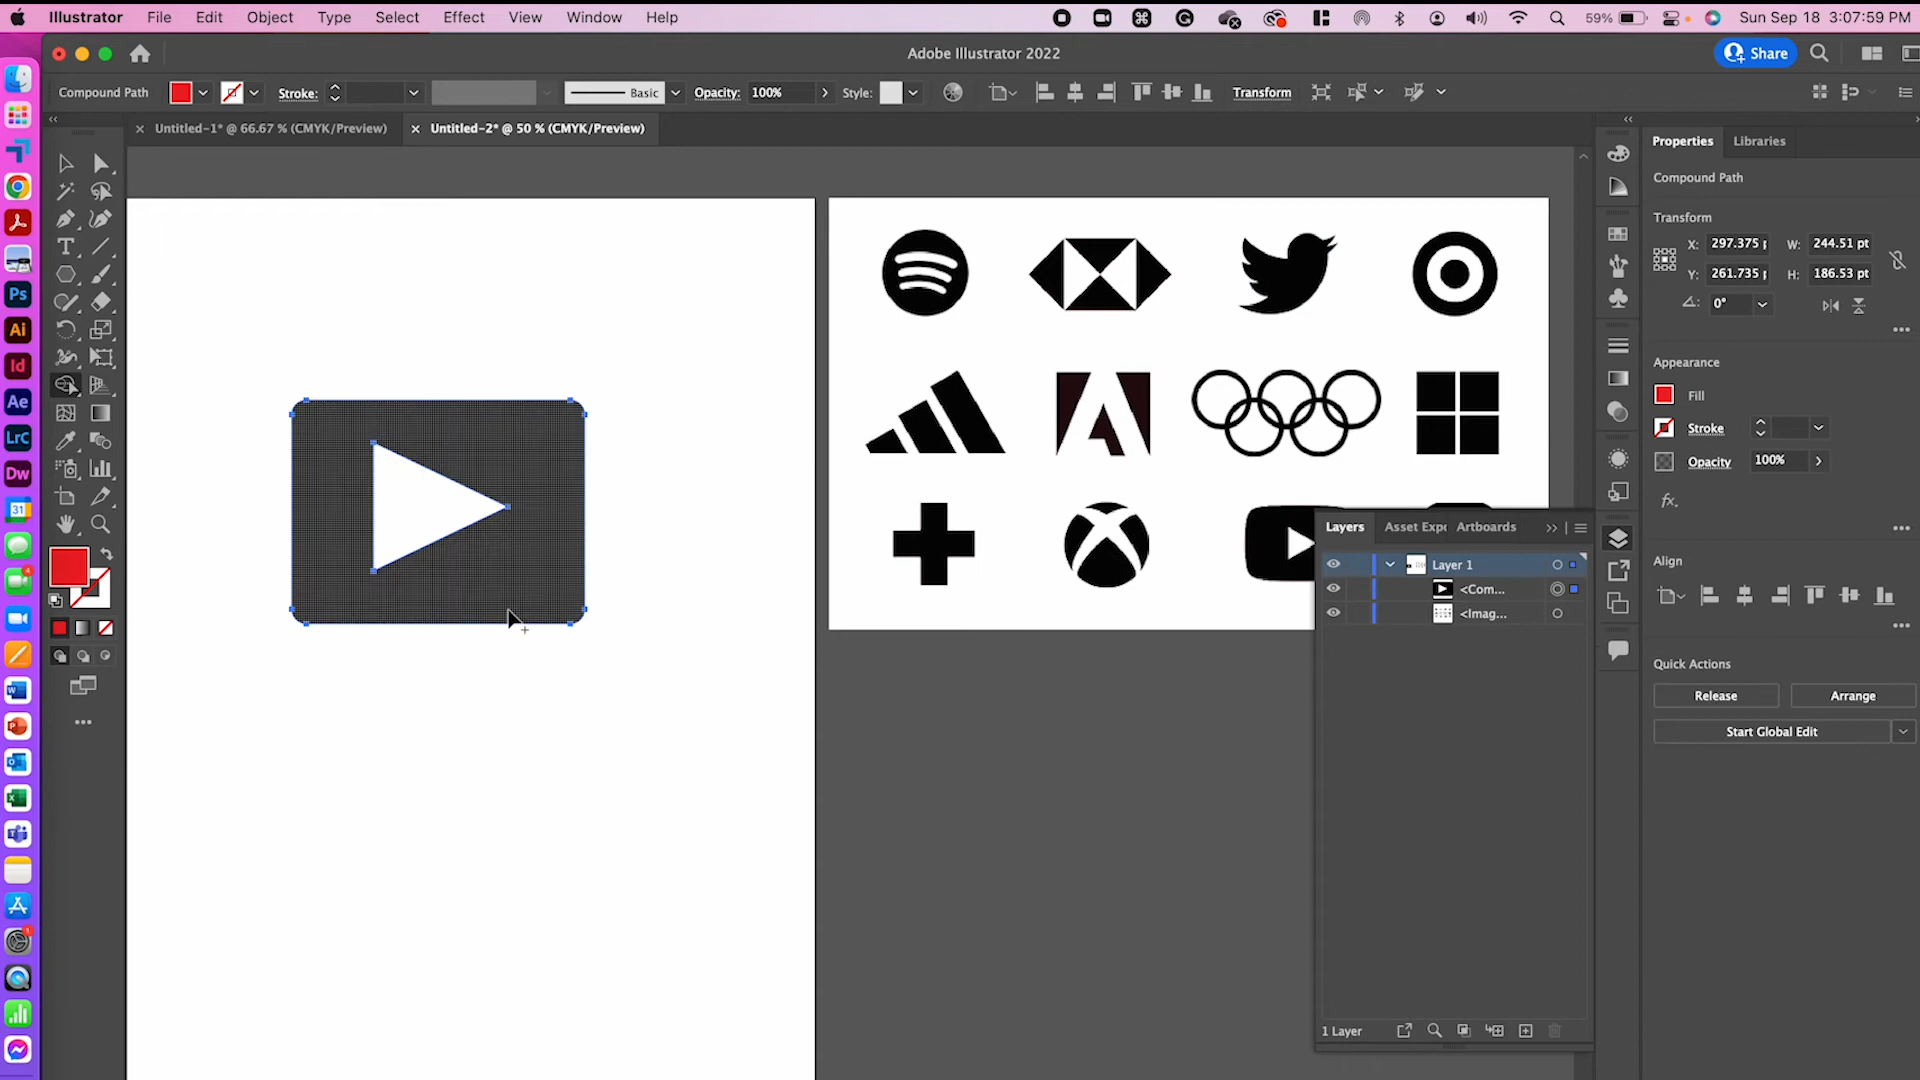 Illustrator File Edit Object Type Select Effect View Window Help 59% Sun Sep 18 3:07:59 PM
Adobe Illustrator 2022 Share
Compound Path Stroke: Basic Opacity: 100% Style: Transform
Untitled-1* @ 66.67 % (CMYK/Preview) Untitled-2* @ 50 % (CMYK/Preview)
Properties Libraries
Compound Path
Transform
X: 297.375 W: 244.51 pt
Y: 261.735 H: 186.53 pt
0°
Appearance
Fill
Stroke
Opacity 100%
fx
Layers Asset Expo Artboards
Layer 1
<Com...
<Imag...
1 Layer
Align
Quick Actions
Release Arrange
Start Global Edit
Ps
Ai
Id
Ae
LrC
Dw
31
4
1